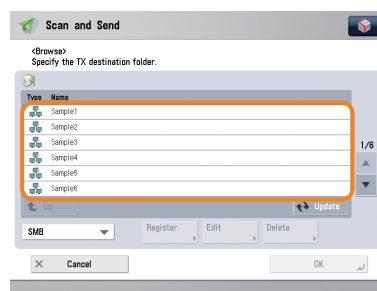 Scan and Send
<Browse>
Specify the TX destination folder.
Type Name
Sample1
Sample2
Sample3
Sample4
Sample5
Sample6
1/6
Up
Update
SMB
Register
Edit
Delete
Cancel
OK